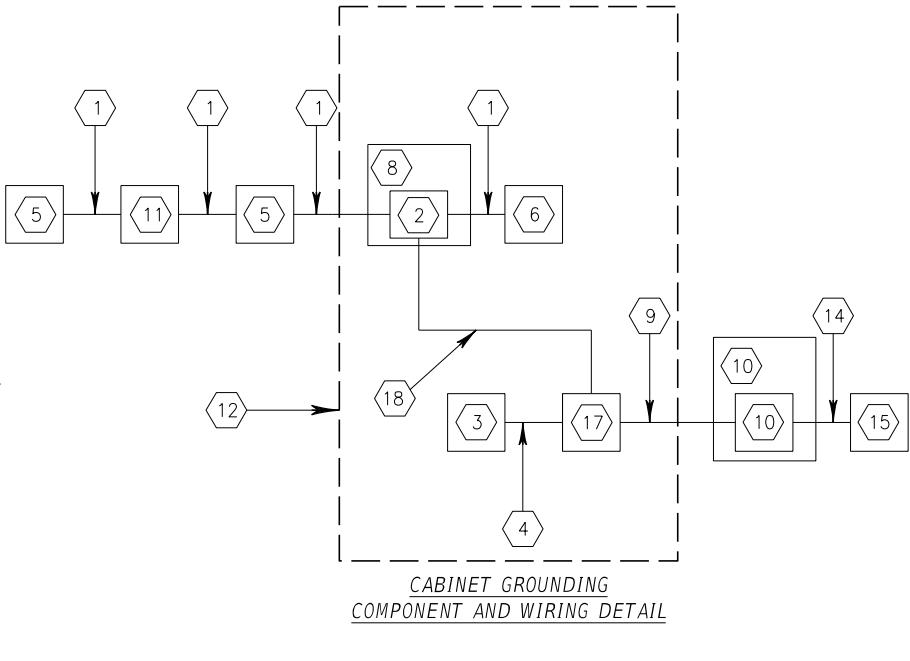 1 1 1 1
8
5 11 5 2 6
9 14
10
18
12
3 17 10 15
4
CABINET GROUNDING
COMPONENT AND WIRING DETAIL